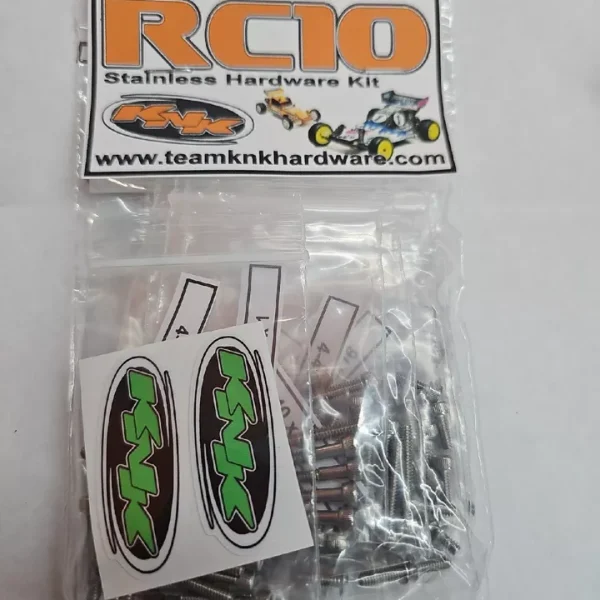 RC10
Stainless Hardware Kit
KNK
www.teamknkhardware.com
KNK
KNK